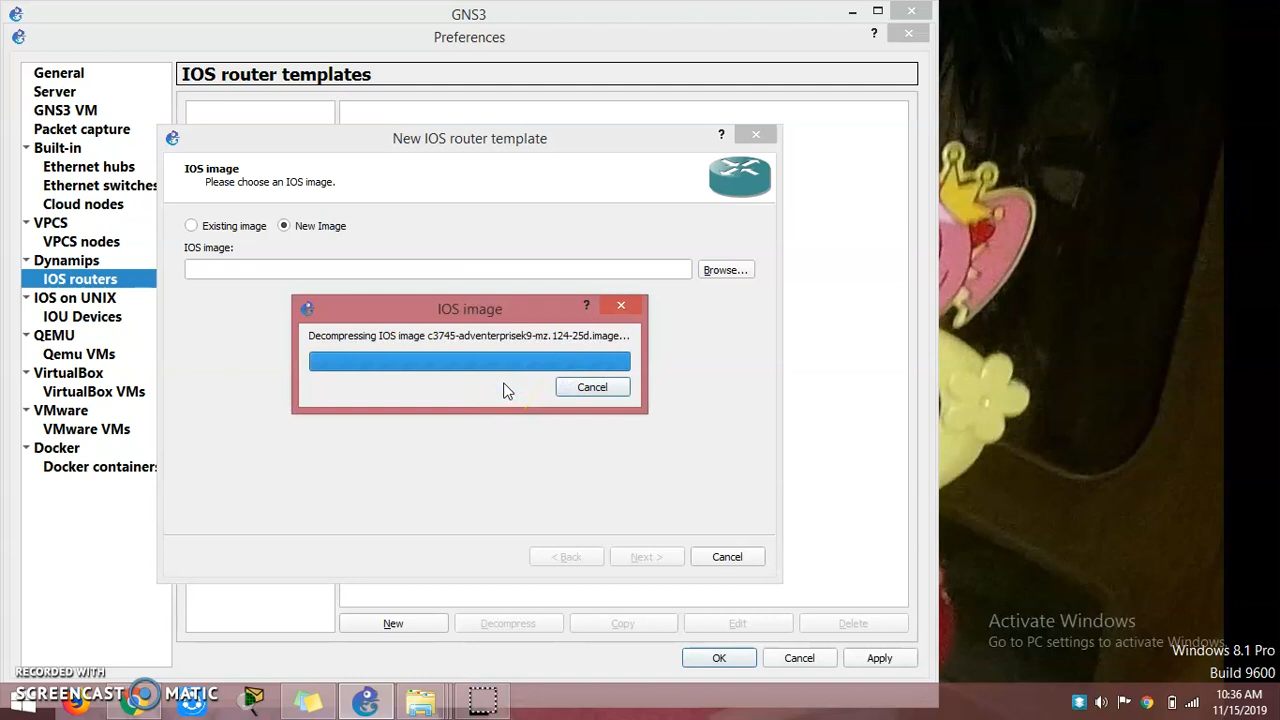 GNS3
Preferences
?
General
Server
GNS3 VM
Packet capture
Built-in
Ethernet hubs
Ethernet switches
Cloud nodes
VPCS
VPCS nodes
Dynamips
IOS routers
IOS on UNIX
IOU Devices
QEMU
Qemu VMs
VirtualBox
VirtualBox VMs
VMware
VMware VMs
Docker
Docker containers
IOS router templates
New IOS router template
?
IOS image
Please choose an IOS image.
Existing image New Image
IOS image:
Browse...
IOS image
?
Decompressing IOS image c3745-adventerprisek9-mz.124-25d.image...
Cancel
< Back Next > Cancel
New Decompress Copy Edit Delete
OK Cancel Apply
Activate Windows
Go to PC settings to activate Windows.
Windows 8.1 Pro
Build 9600
RECORDED WITH
SCREENCAST MATIC
10:36 AM
11/15/2019